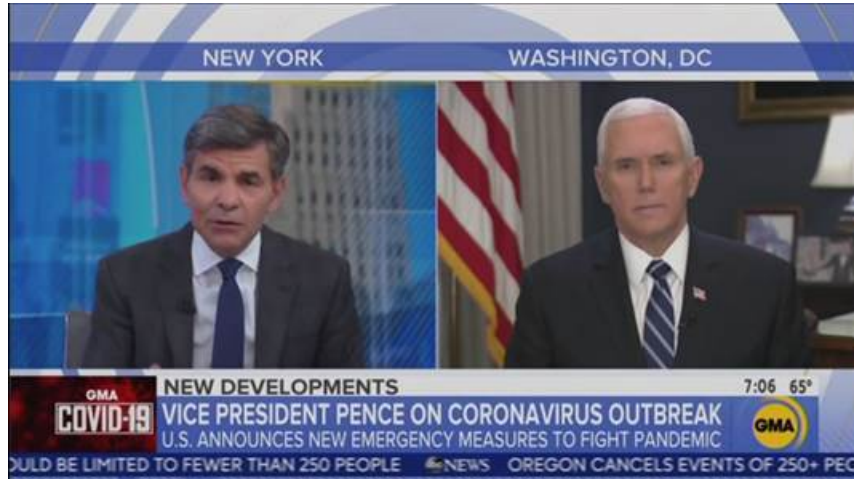 NEW YORK
WASHINGTON, DC
NEW DEVELOPMENTS
7:06 65°
GMA
COVID-19
VICE PRESIDENT PENCE ON CORONAVIRUS OUTBREAK
U.S. ANNOUNCES NEW EMERGENCY MEASURES TO FIGHT PANDEMIC
GMA
OULD BE LIMITED TO FEWER THAN 250 PEOPLE abc NEWS OREGON CANCELS EVENTS OF 250+ PEO